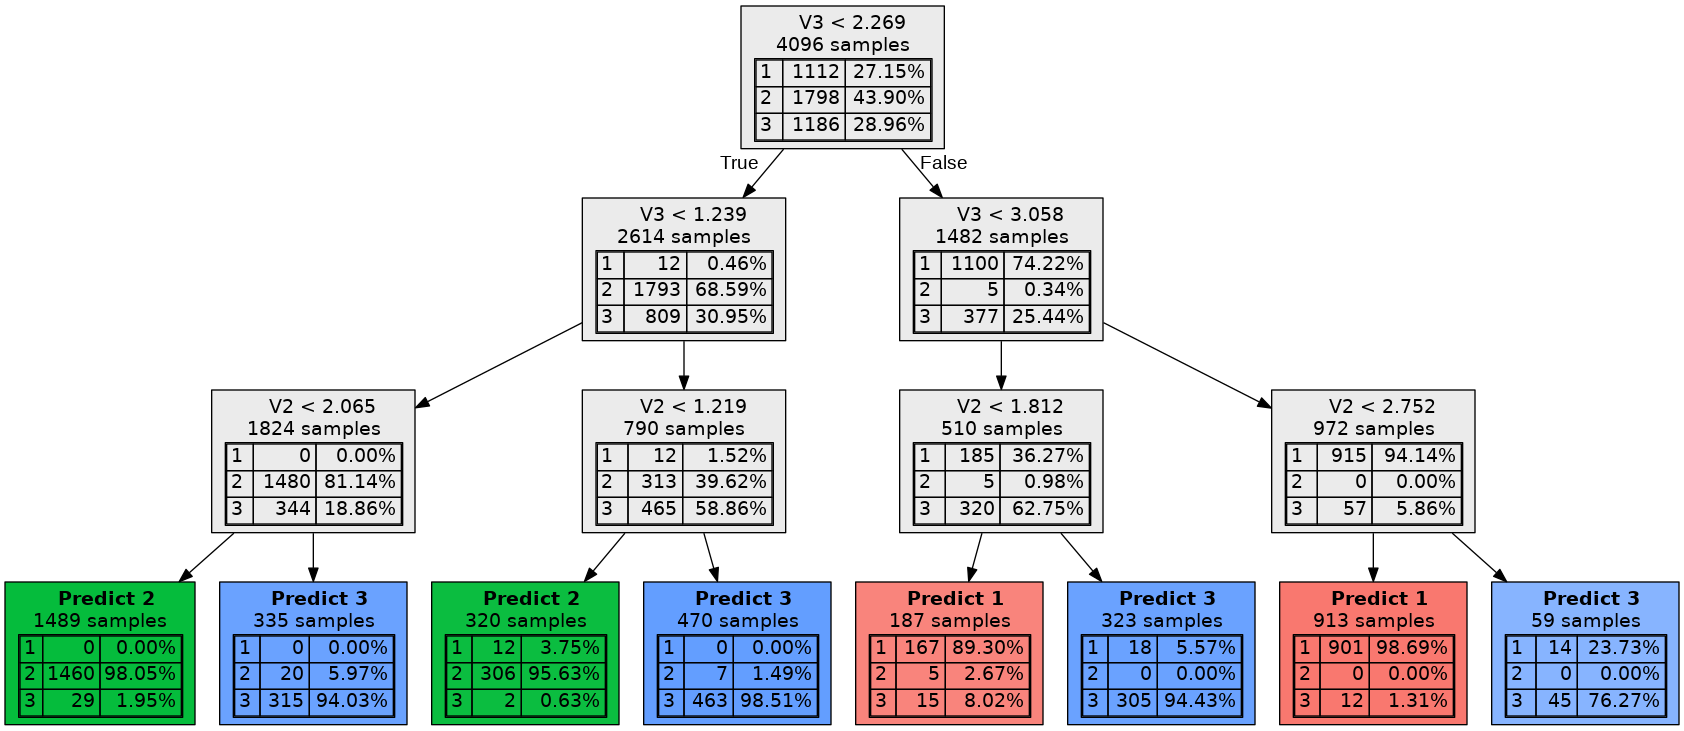 V3 < 2.269
4096 samples
1 1112 27.15%
2 1798 43.90%
3 1186 28.96%
True
False
V3 < 1.239
2614 samples
1 12 0.46%
2 1793 68.59%
3 809 30.95%
V3 < 3.058
1482 samples
1 1100 74.22%
2 5 0.34%
3 377 25.44%
V2 < 2.065
1824 samples
1 0 0.00%
2 1480 81.14%
3 344 18.86%
V2 < 1.219
790 samples
1 12 1.52%
2 313 39.62%
3 465 58.86%
V2 < 1.812
510 samples
1 185 36.27%
2 5 0.98%
3 320 62.75%
V2 < 2.752
972 samples
1 915 94.14%
2 0 0.00%
3 57 5.86%
Predict 2
1489 samples
1 0 0.00%
2 1460 98.05%
3 29 1.95%
Predict 3
335 samples
1 0 0.00%
2 20 5.97%
3 315 94.03%
Predict 2
320 samples
1 12 3.75%
2 306 95.63%
3 2 0.63%
Predict 3
470 samples
1 0 0.00%
2 7 1.49%
3 463 98.51%
Predict 1
187 samples
1 167 89.30%
2 5 2.67%
3 15 8.02%
Predict 3
323 samples
1 18 5.57%
2 0 0.00%
3 305 94.43%
Predict 1
913 samples
1 901 98.69%
2 0 0.00%
3 12 1.31%
Predict 3
59 samples
1 14 23.73%
2 0 0.00%
3 45 76.27%